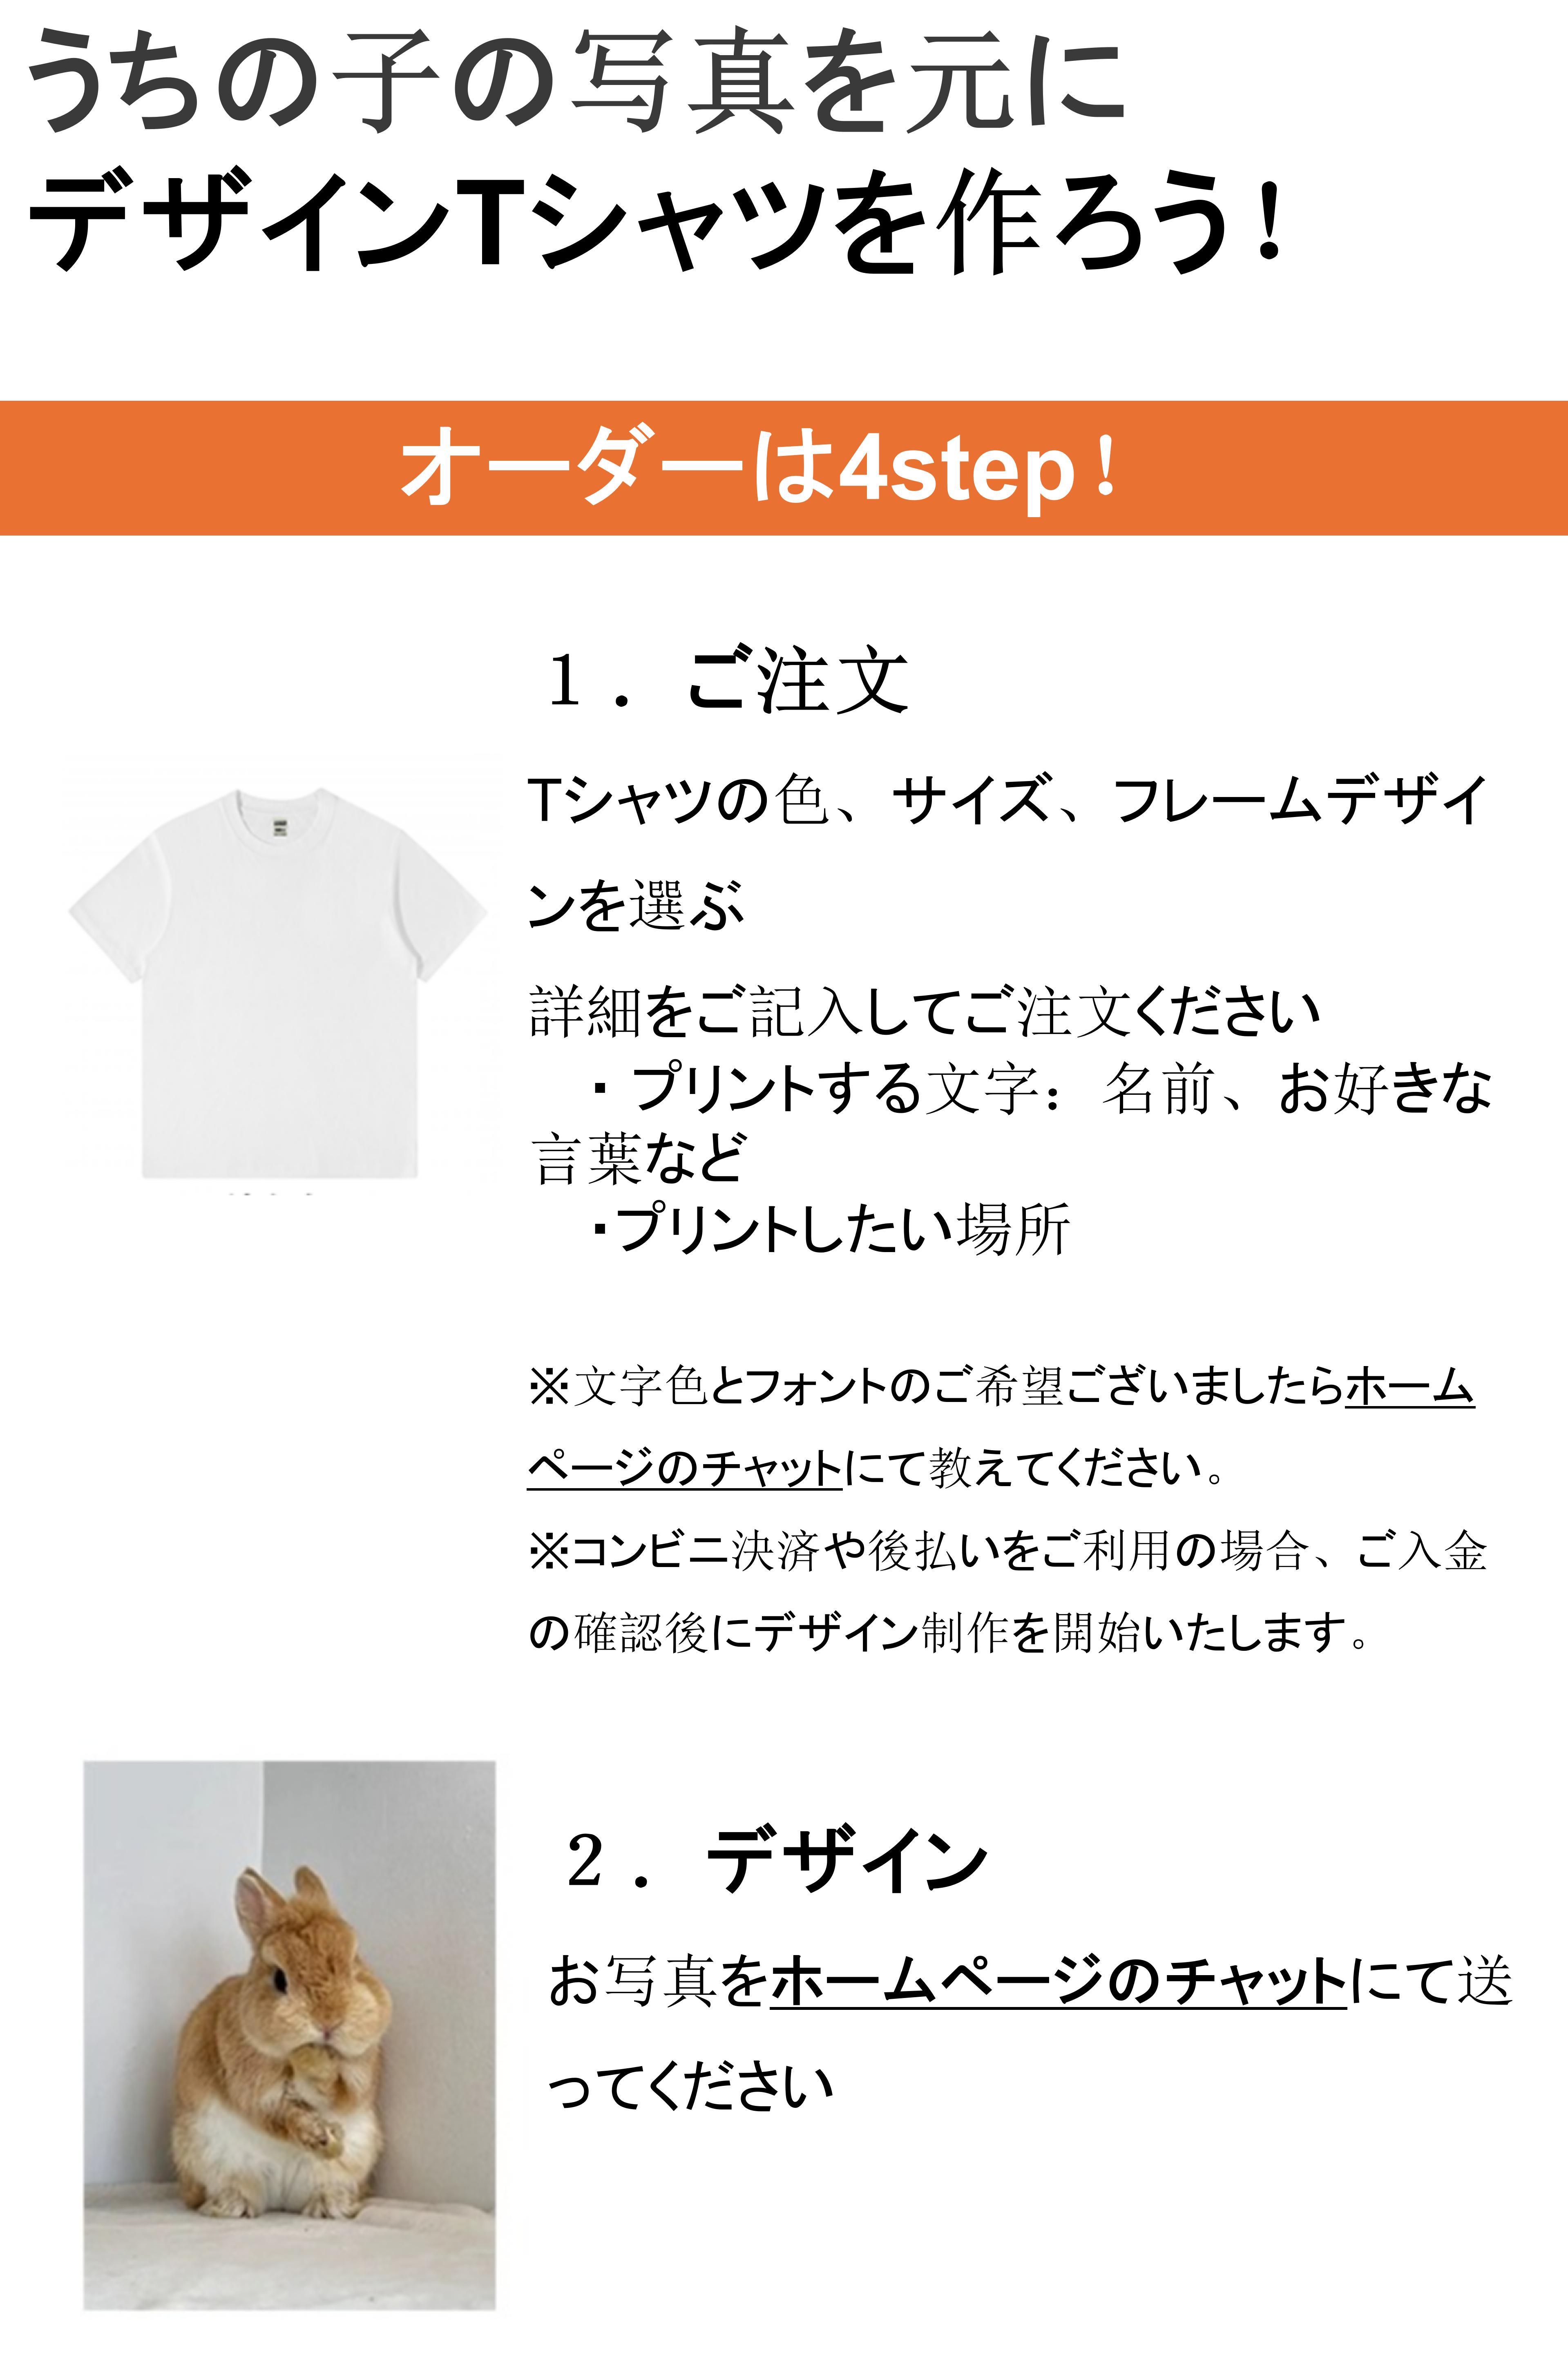 うちの子の写真を元に
デザインTシャツを作ろう！
オーダーは4step！
１．ご注文
Tシャツの色、サイズ、フレームデザイ
ンを選ぶ
詳細をご記入してご注文ください
・プリントする文字：名前、お好きな
言葉など
・プリントしたい場所
※文字色とフォントのご希望ございましたらホーム
ページのチャットにて教えてください。
※コンビニ決済や後払いをご利用の場合、ご入金
の確認後にデザイン制作を開始いたします。
２．デザイン
お写真をホームページのチャットにて送
ってください